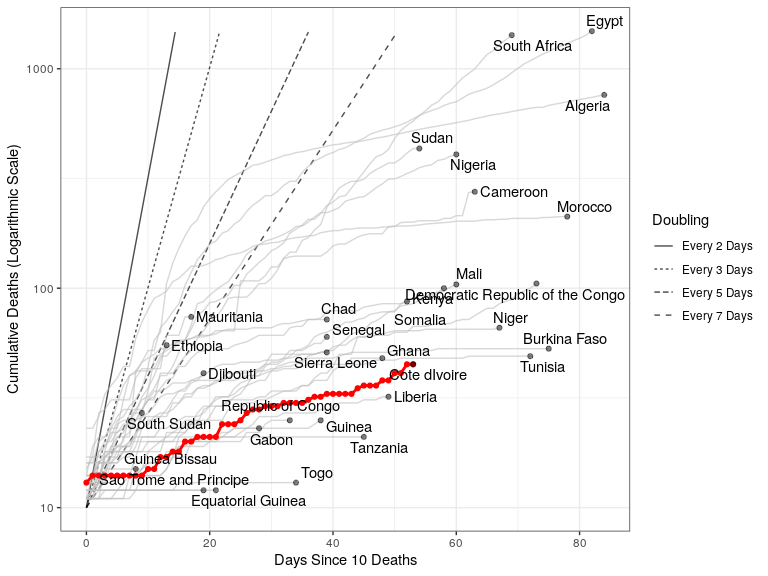 Egypt
South Africa
1000
Algeria
Sudan
Nigeria
Cameroon
Morocco
Doubling
Every 2 Days
Every 3 Days
Every 5 Days
Every 7 Days
Cumulative Deaths (Logarithmic Scale)
Mali
100
Democratic Republic of the Congo
Kenya
Chad
Mauritania
Somalia
Niger
Senegal
Burkina Faso
Ethiopia
Ghana
Sierra Leone
Tunisia
Djibouti
Côte dIvoire
Liberia
Republic of Congo
South Sudan
Guinea
Gabon
Tanzania
Guinea Bissau
Togo
Sao Tome and Principe
Equatorial Guinea
10
0
20
40
60
80
Days Since 10 Deaths